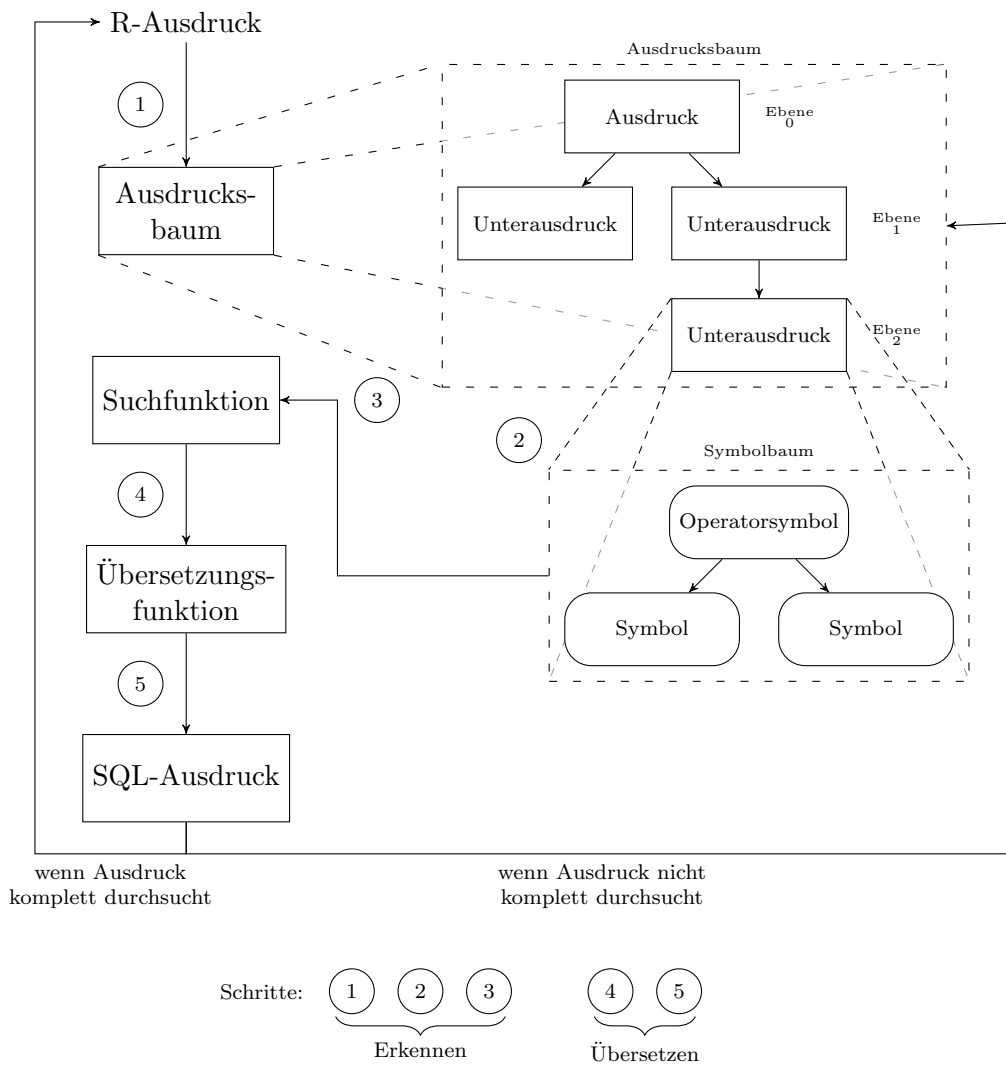 R-Ausdruck
Ausdrucksbaum
1
Ausdruck
Ebene
0
Ausdrucks-
baum
Unterausdruck
Unterausdruck
Ebene
1
Unterausdruck
Ebene
2
Suchfunktion
3
2
Symbolbaum
4
Operatorsymbol
Übersetzungs-
funktion
Symbol
Symbol
5
SQL-Ausdruck
wenn Ausdruck
komplett durchsucht
wenn Ausdruck nicht
komplett durchsucht
Schritte: 1 2 3 4 5
Erkennen
Übersetzen